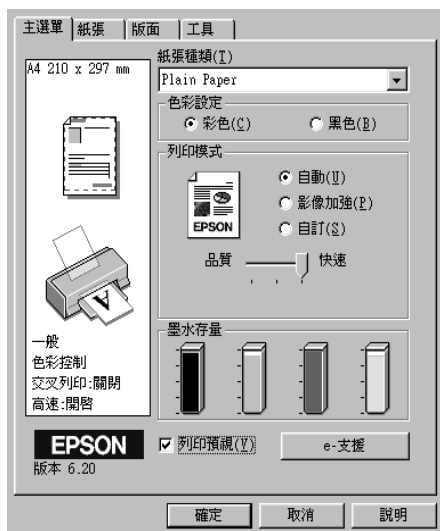 主選單 紙張 版面 工具
A4 210 x 297 mm
紙張種類(T)
Plain Paper
色彩設定
彩色(C) 黑色(B)
列印模式
EPSON
自動(U)
影像加強(P)
自訂(S)
品質 快速
一般
色彩控制
交叉列印:關閉
高速:開啓
墨水存量
EPSON
版本 6.20
列印預視(V)
e-支援
確定 取消 說明